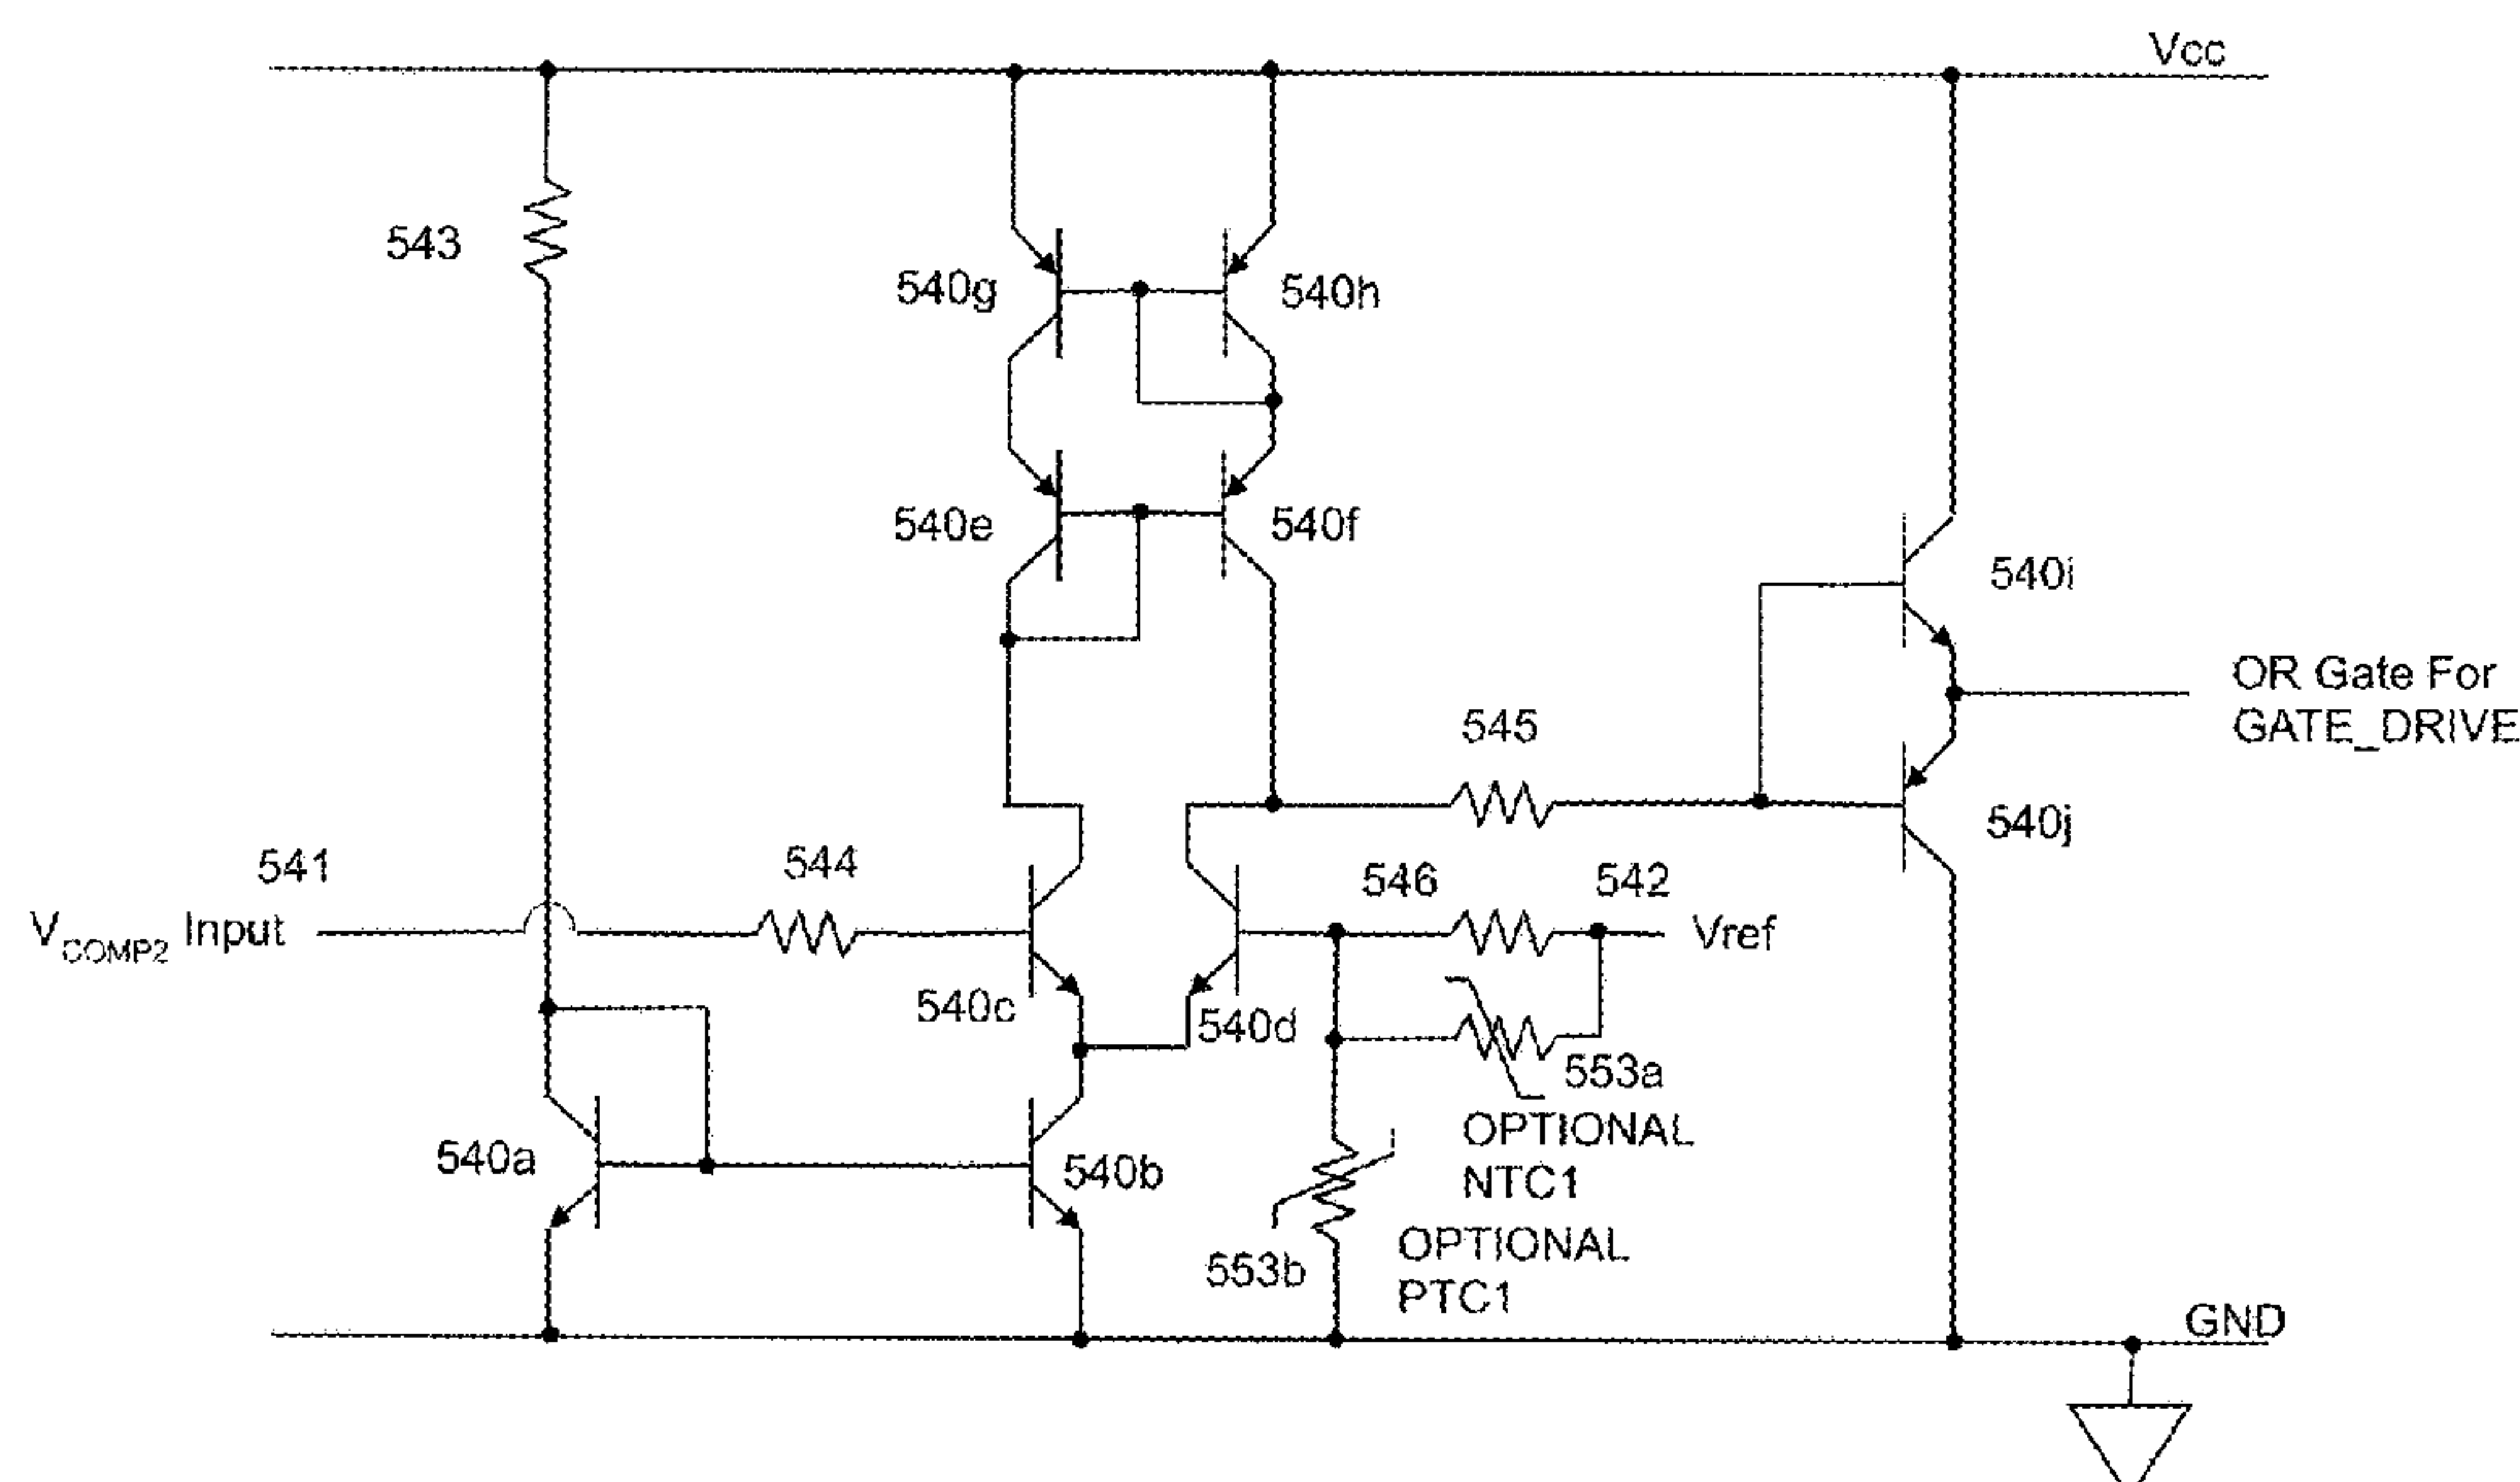 Vcc
543
540g
540h
540e
540f
540i
OR Gate For
GATE_DRIVE
545
540j
541
544
546
542
VCOMP2 Input
Vref
540c
540d
553a
OPTIONAL
NTC1
540a
540b
553b
OPTIONAL
PTC1
GND